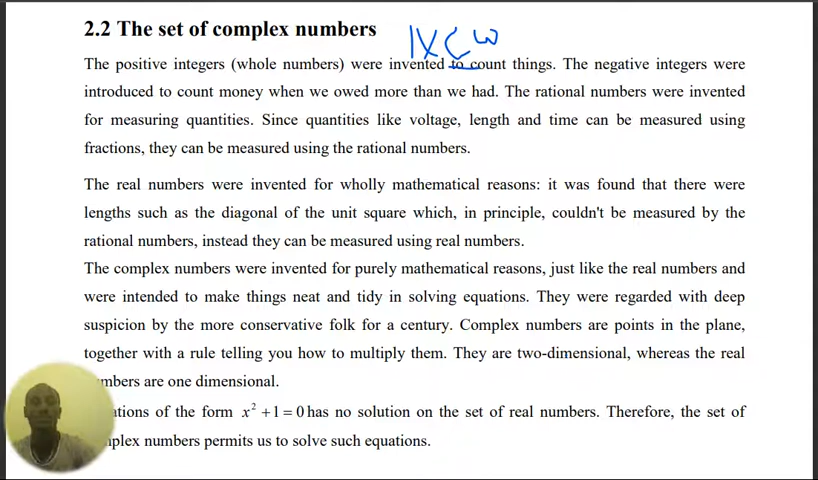 2.2 The set of complex numbers
The positive integers (whole numbers) were invented to count things. The negative integers were
introduced to count money when we owed more than we had. The rational numbers were invented
for measuring quantities. Since quantities like voltage, length and time can be measured using
fractions, they can be measured using the rational numbers.
The real numbers were invented for wholly mathematical reasons: it was found that there were
lengths such as the diagonal of the unit square which, in principle, couldn't be measured by the
rational numbers, instead they can be measured using real numbers.
The complex numbers were invented for purely mathematical reasons, just like the real numbers and
were intended to make things neat and tidy in solving equations. They were regarded with deep
suspicion by the more conservative folk for a century. Complex numbers are points in the plane,
together with a rule telling you how to multiply them. They are two-dimensional, whereas the real
are one dimensional.
of the form x² + 1 = 0 has no solution on the set of real numbers. Therefore, the set of
numbers permits us to solve such equations.